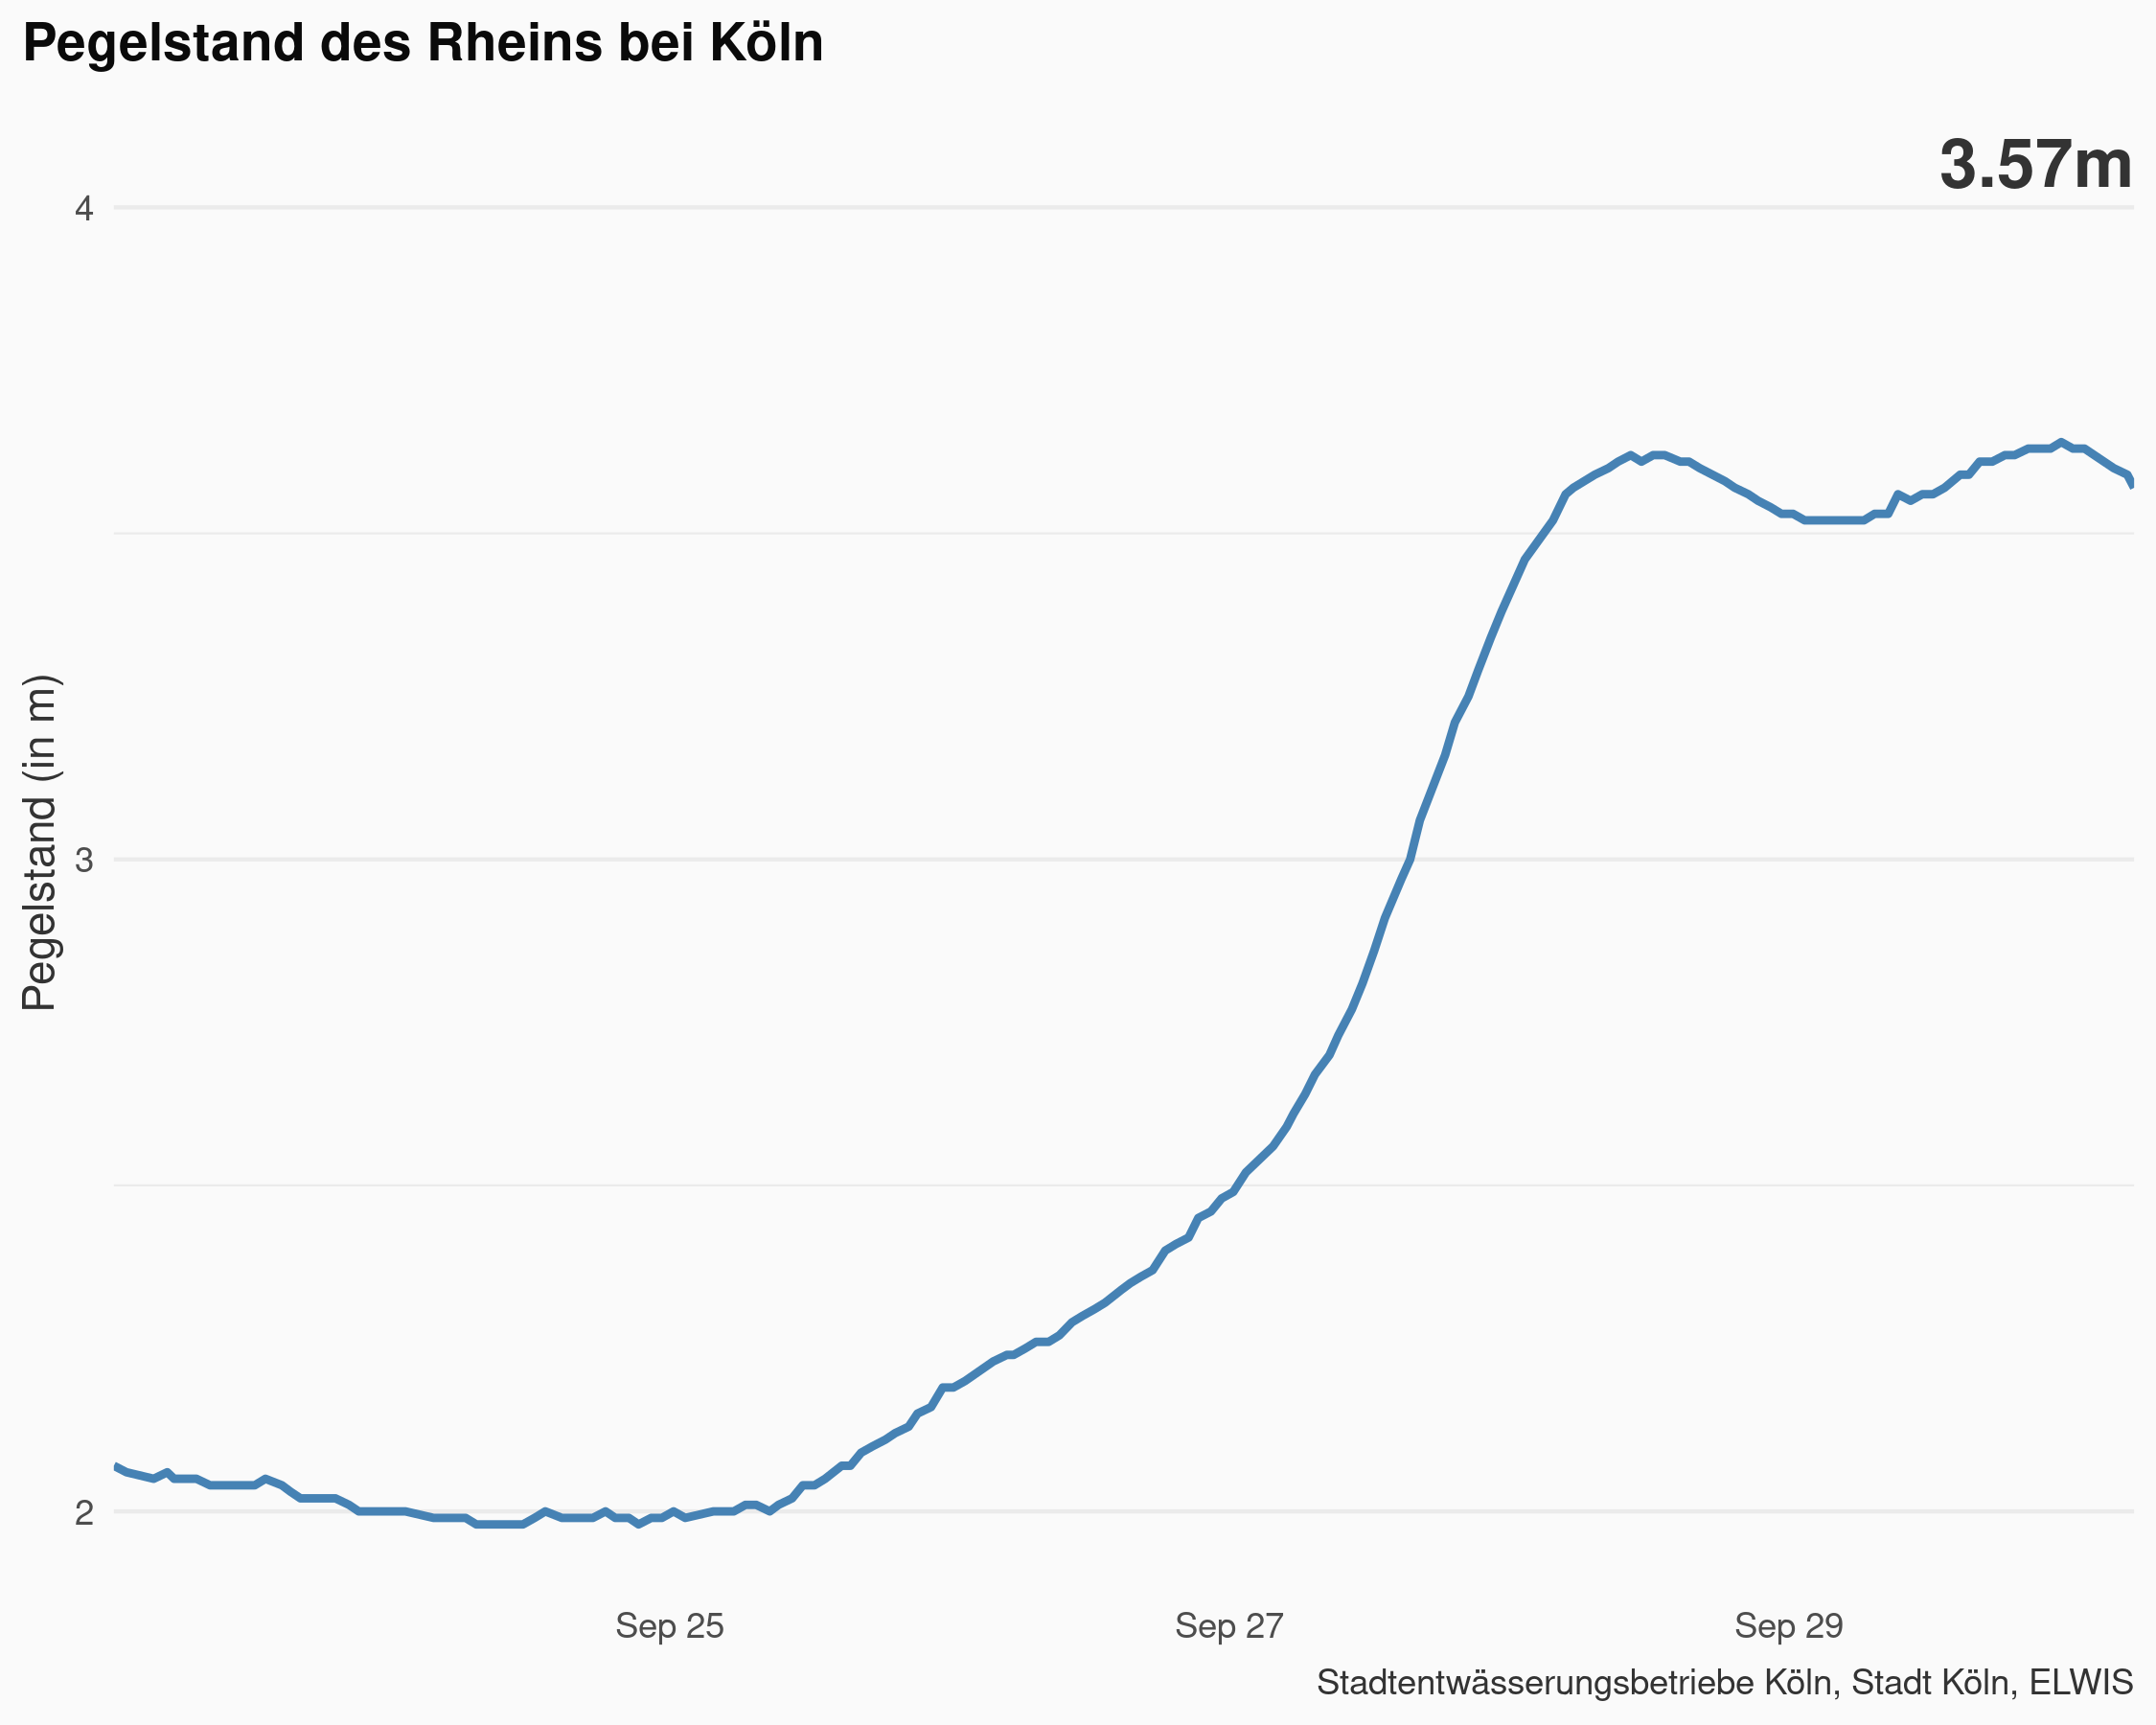 Pegelstand des Rheins bei Köln
3.57m
Pegelstand (in m)
4
3
2
Sep 25
Sep 27
Sep 29
Stadtentwässerungsbetriebe Köln, Stadt Köln, ELWIS